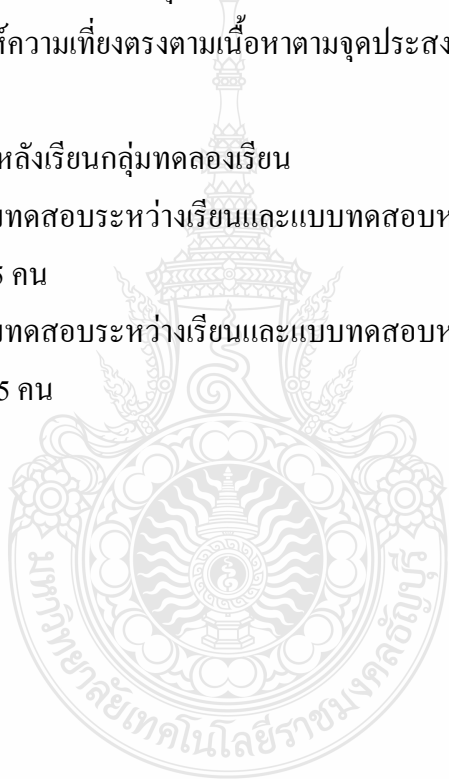 ห์ความเที่ยงตรงตามเนื้อหาตามจุดประสง
หลังเรียนกลุ่มทดลองเรียน
มทดสอบระหว่างเรียนและแบบทดสอบห
5 คน
มทดสอบระหว่างเรียนและแบบทดสอบห
5 คน
มหาวิทยาลัยเทคโนโลยีราชมงคลธัญบุรี